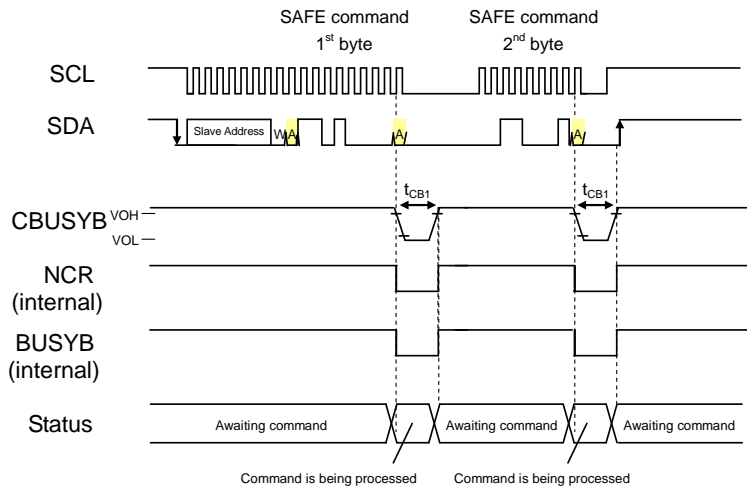 SAFE command
1st byte
SAFE command
2nd byte
SCL
SDA
Slave Address
W
A
A
A
tCB1
tCB1
CBUSYB
VOH
VOL
NCR
(internal)
BUSYB
(internal)
Status
Awaiting command
Awaiting command
Awaiting command
Command is being processed
Command is being processed